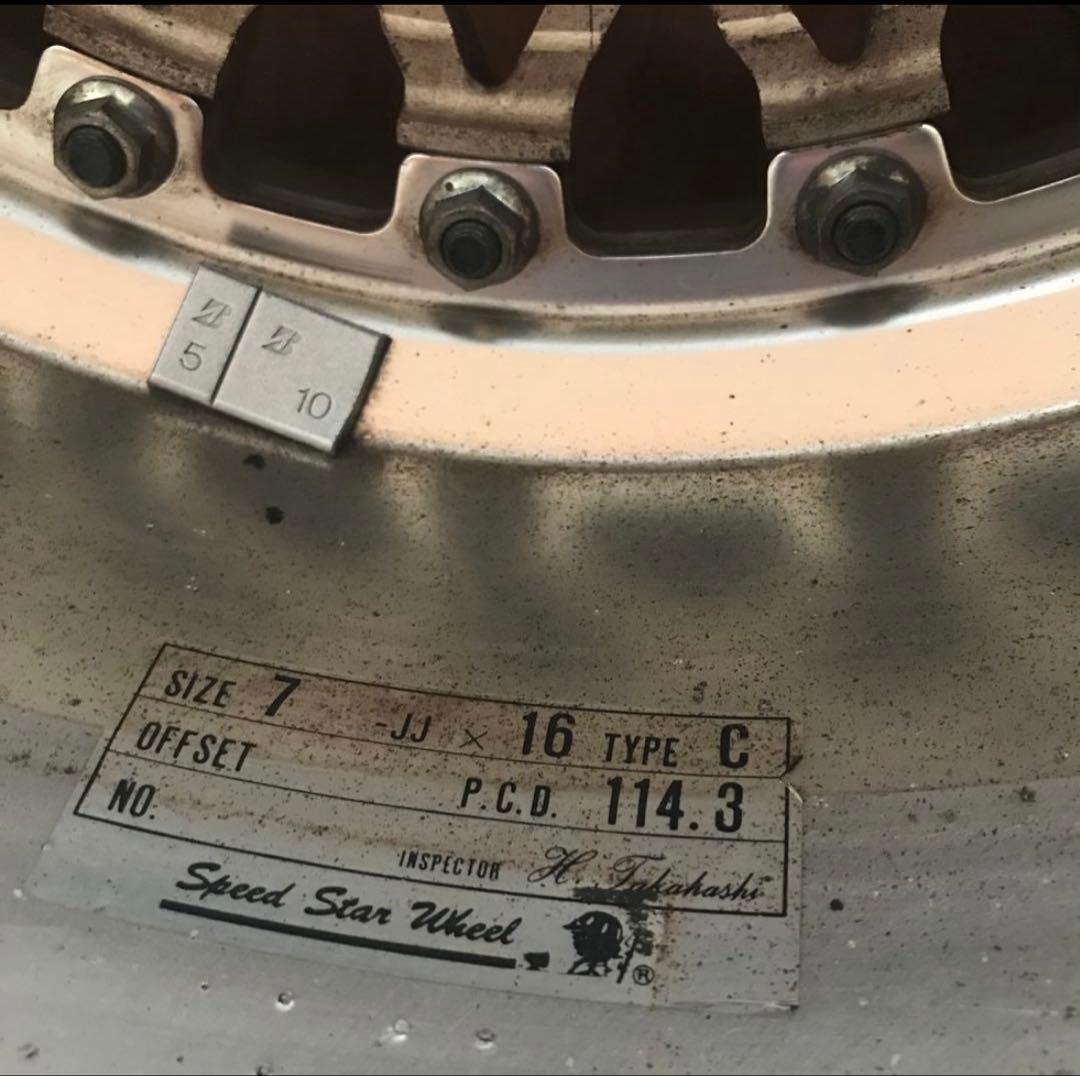 5 10
SIZE 7 -JJ × 16 TYPE C
OFFSET P.C.D. 114.3
NO.
INSPECTOR H. Takahashi
Speed Star Wheel ®